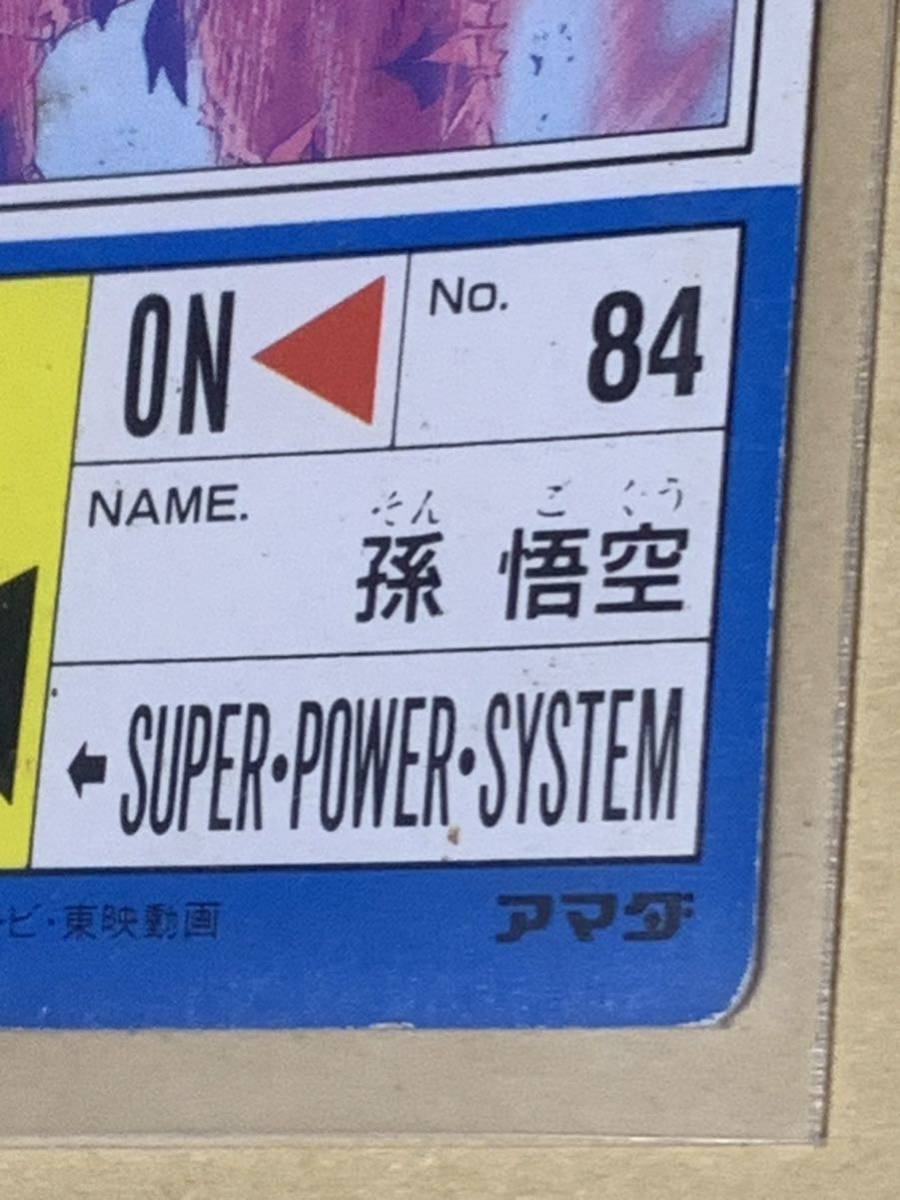 ON
No. 84
NAME.
そん ご くう
孫 悟空
SUPER・POWER・SYSTEM
ビ・東映動画
アマダ